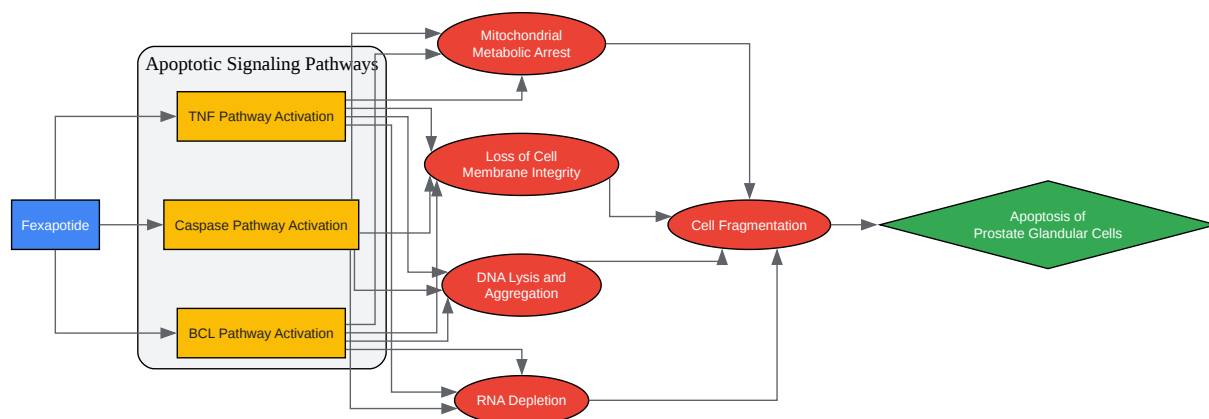 Mitochondrial
Metabolic Arrest
Apoptotic Signaling Pathways
TNF Pathway Activation
Loss of Cell
Membrane Integrity
Fexapotide
Caspase Pathway Activation
Cell Fragmentation
Apoptosis of
Prostate Glandular Cells
DNA Lysis and
Aggregation
BCL Pathway Activation
RNA Depletion